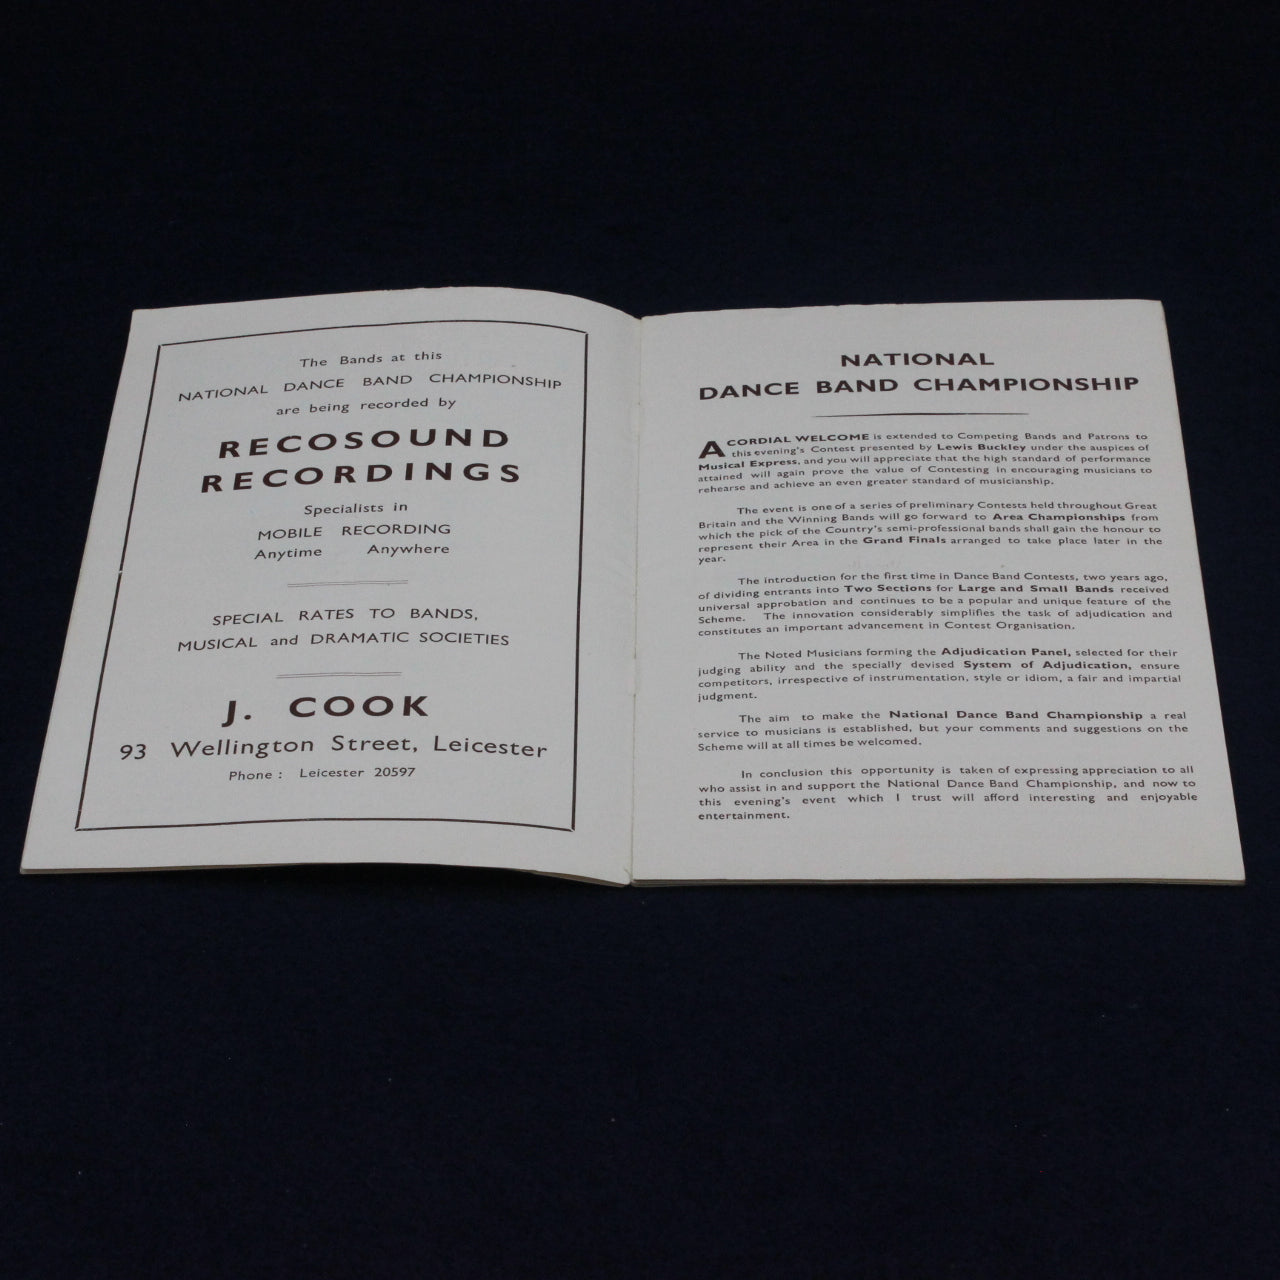 The Bands at this
NATIONAL DANCE BAND CHAMPIONSHIP
are being recorded by
RECOSOUND
RECORDINGS
Specialists in
MOBILE RECORDING
Anytime Anywhere
SPECIAL RATES TO BANDS,
MUSICAL and DRAMATIC SOCIETIES
J. COOK
93 Wellington Street, Leicester
Phone : Leicester 20597
NATIONAL
DANCE BAND CHAMPIONSHIP
A CORDIAL WELCOME is extended to Competing Bands and Patrons to
this evening's Contest presented by Lewis Buckley under the auspices of
Musical Express, and you will appreciate that the high standard of performance
attained will again prove the value of Contesting in encouraging musicians to
rehearse and achieve an even greater standard of musicianship.
The event is one of a series of preliminary Contests held throughout Great
Britain and the Winning Bands will go forward to Area Championships from
which the pick of the Country's semi-professional bands shall gain the honour to
represent their Area in the Grand Finals arranged to take place later in the
year.
The introduction for the first time in Dance Band Contests, two years ago,
of dividing entrants into Two Sections for Large and Small Bands received
universal approbation and continues to be a popular and unique feature of the
Scheme. The innovation considerably simplifies the task of adjudication and
constitutes an important advancement in Contest Organisation.
The Noted Musicians forming the Adjudication Panel, selected for their
judging ability and the specially devised System of Adjudication, ensure
competitors, irrespective of instrumentation, style or idiom, a fair and impartial
judgment.
The aim to make the National Dance Band Championship a real
service to musicians is established, but your comments and suggestions on the
Scheme will at all times be welcomed.
In conclusion this opportunity is taken of expressing appreciation to all
who assist in and support the National Dance Band Championship, and now to
this evening's event which I trust will afford interesting and enjoyable
entertainment.